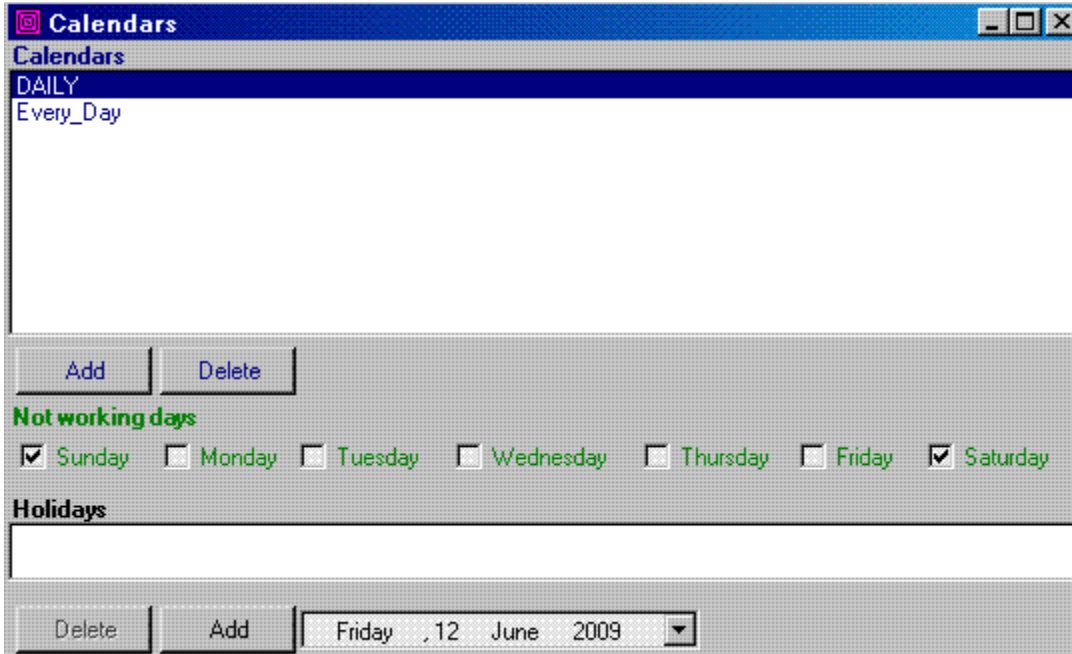 Calendars
Calendars
DAILY
Every_Day
Add Delete
Not working days
Sunday Monday Tuesday Wednesday Thursday Friday Saturday
Holidays
Delete Add Friday , 12 June 2009